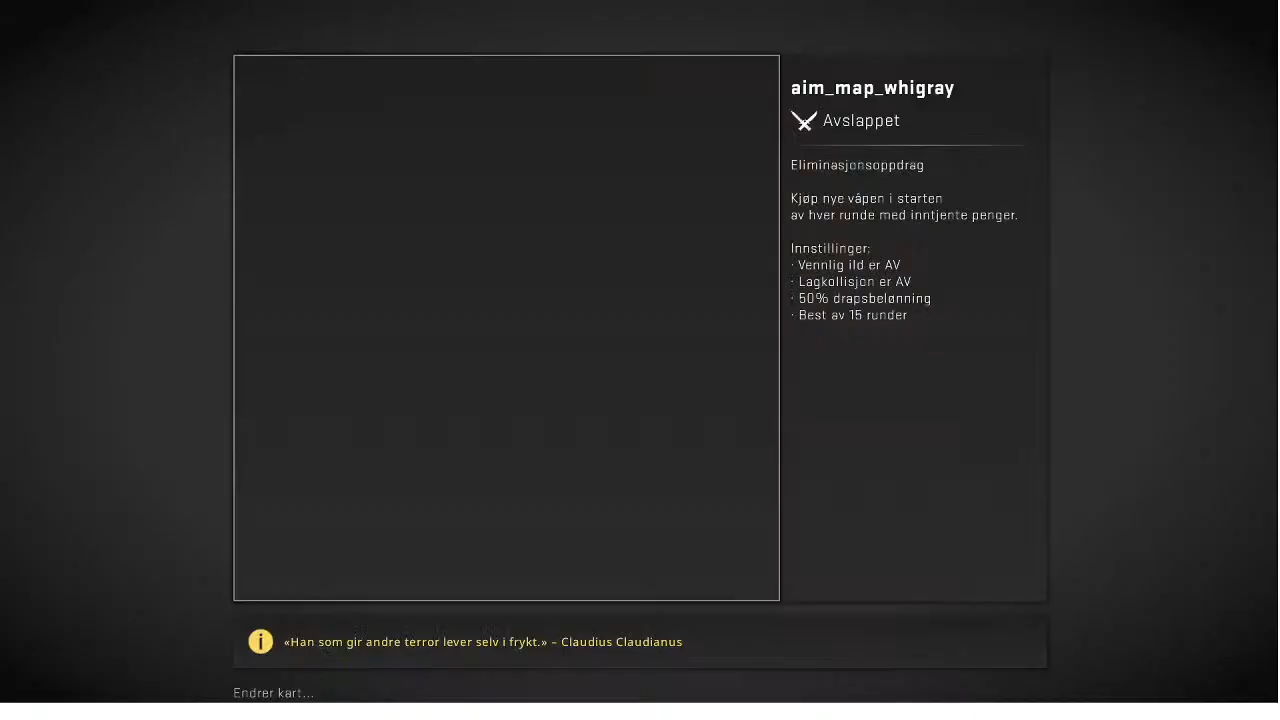 aim_map_whigray
Avslappet
Eliminasjonsoppdrag
Kjøp nye våpen i starten
av hver runde med inntjente penger.
Innstillinger:
· Vennlig ild er AV
· Lagkollisjon er AV
· 50% drapsbelønning
· Best av 15 runder
«Han som gir andre terror lever selv i frykt.» – Claudius Claudianus
Endrer kart...